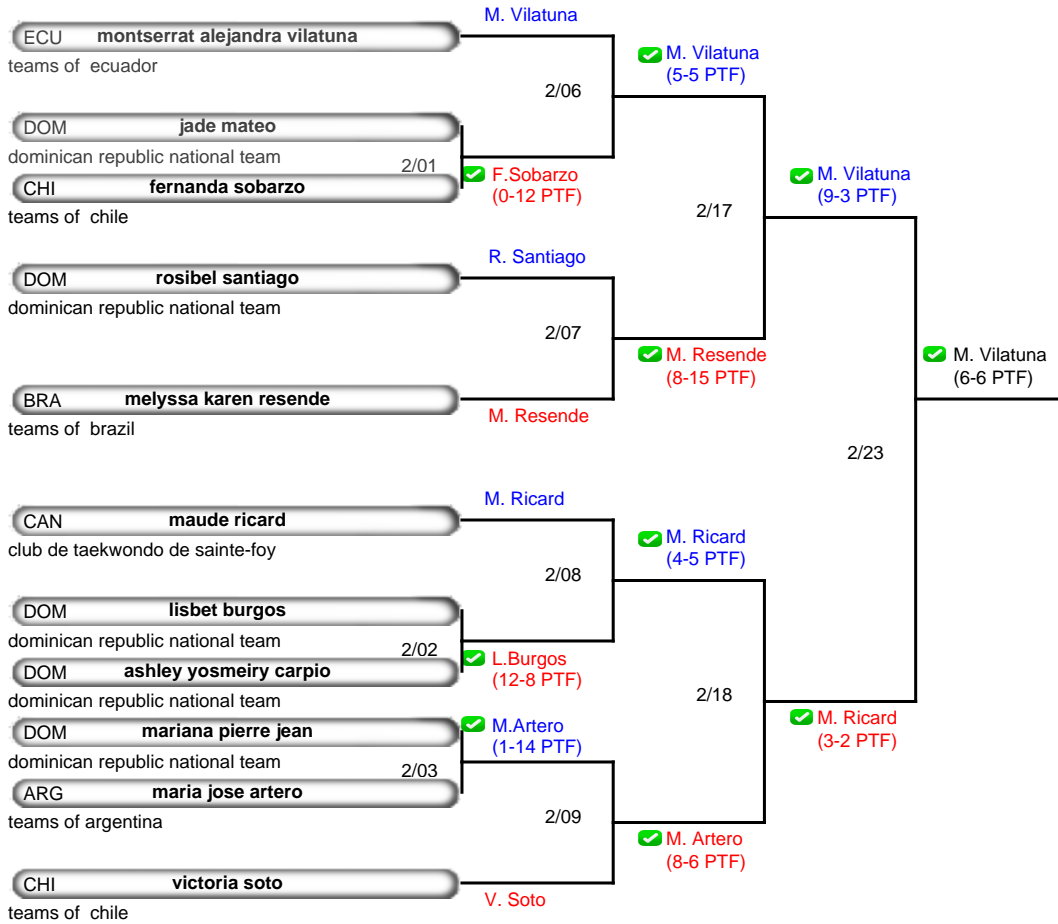 M. Vilatuna
ECU montserrat alejandra vilatuna
teams of ecuador
M. Vilatuna
(5-5 PTF)
2/06
DOM jade mateo
dominican republic national team
2/01
F.Sobarzo
(0-12 PTF)
CHI fernanda sobarzo
teams of chile
M. Vilatuna
(9-3 PTF)
2/17
R. Santiago
DOM rosibel santiago
dominican republic national team
2/07
M. Resende
(8-15 PTF)
M. Vilatuna
(6-6 PTF)
BRA melyssa karen resende
M. Resende
teams of brazil
2/23
M. Ricard
CAN maude ricard
club de taekwondo de sainte-foy
M. Ricard
(4-5 PTF)
2/08
DOM lisbet burgos
dominican republic national team
2/02
L.Burgos
(12-8 PTF)
DOM ashley yosmeiry carpio
dominican republic national team
2/18
DOM mariana pierre jean
M.Artero
(1-14 PTF)
M. Ricard
(3-2 PTF)
dominican republic national team
2/03
ARG maria jose artero
teams of argentina
2/09
M. Artero
(8-6 PTF)
CHI victoria soto
V. Soto
teams of chile